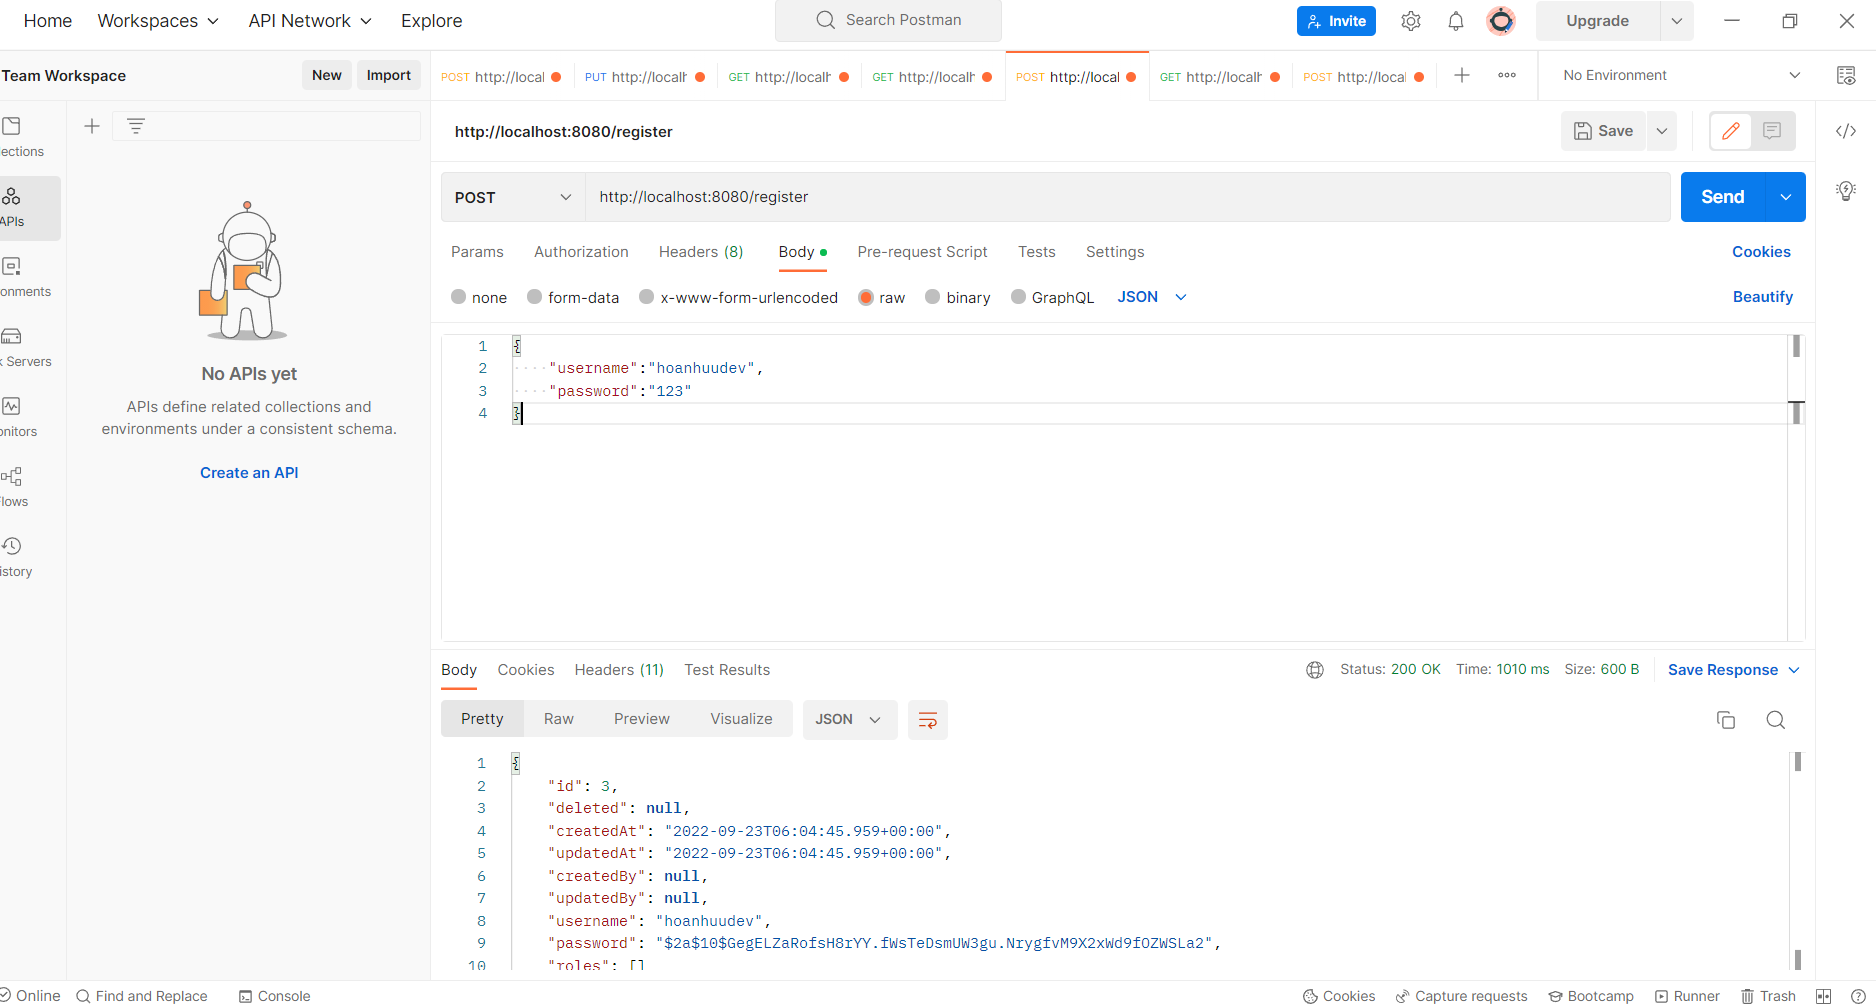 Home Workspaces API Network Explore Search Postman Invite Upgrade
Team Workspace New Import
POST http://local PUT http://localh GET http://localh GET http://localh POST http://local GET http://localh POST http://local No Environment
http://localhost:8080/register Save
POST http://localhost:8080/register Send
Params Authorization Headers (8) Body Pre-request Script Tests Settings Cookies
none form-data x-www-form-urlencoded raw binary GraphQL JSON Beautify
ections
APIs
onments
k Servers
onitors
lows
istory
No APIs yet
APIs define related collections and
environments under a consistent schema.
Create an API
1 {
2 "username":"hoanhuudev",
3 "password":"123"
4 }
Body Cookies Headers (11) Test Results Status: 200 OK Time: 1010 ms Size: 600 B Save Response
Pretty Raw Preview Visualize JSON
1 {
2 "id": 3,
3 "deleted": null,
4 "createdAt": "2022-09-23T06:04:45.959+00:00",
5 "updatedAt": "2022-09-23T06:04:45.959+00:00",
6 "createdBy": null,
7 "updatedBy": null,
8 "username": "hoanhuudev",
9 "password": "$2a$10$GegELZaRofsH8rYY.fWsTeDsmUW3gu.NrygfvM9X2xWd9fOZWSLa2",
10 "roles": []
Online Find and Replace Console Cookies Capture requests Bootcamp Runner Trash